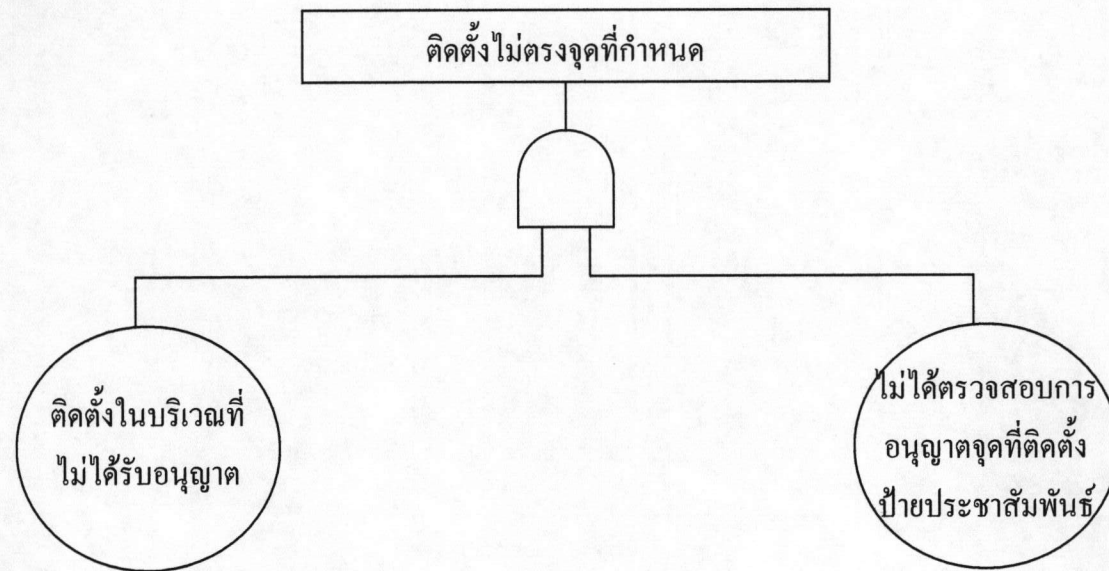 ติดตั้งไม่ตรงจุดที่กำหนด
ติดตั้งในบริเวณที่
ไม่ได้รับอนุญาต
ไม่ได้ตรวจสอบการ
อนุญาตจุดที่ติดตั้ง
ป้ายประชาสัมพันธ์